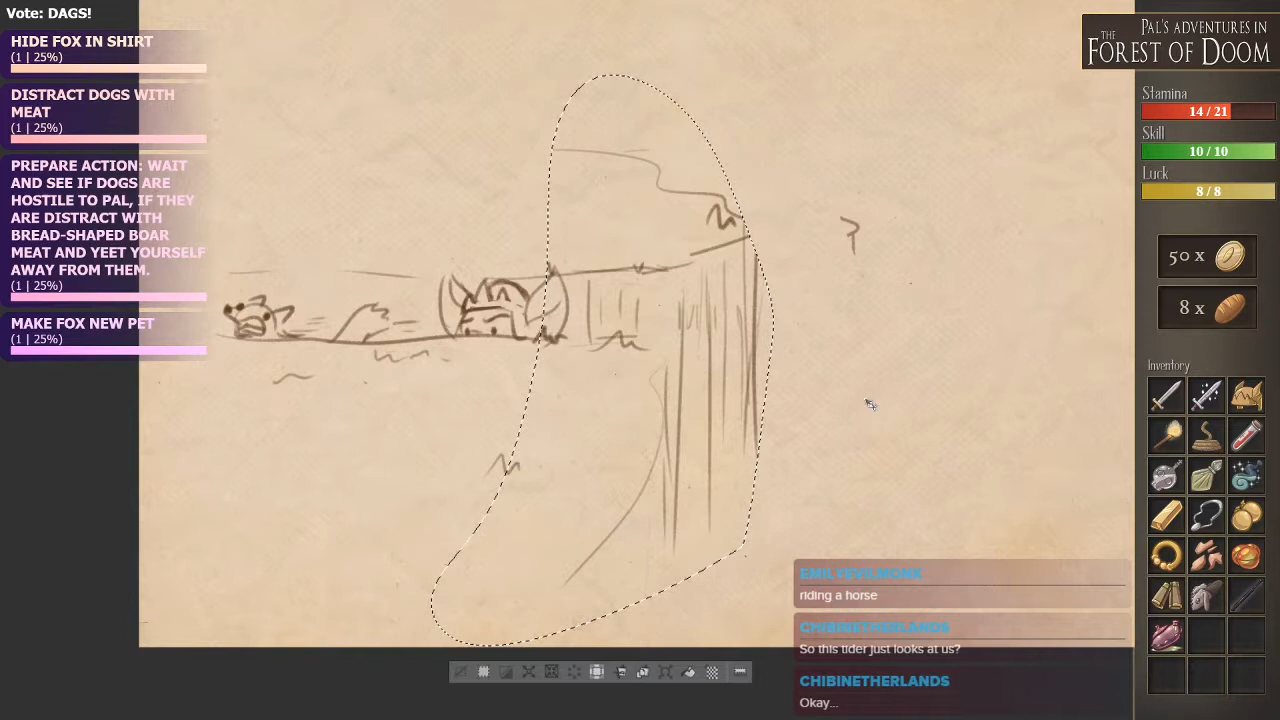 Vote: DAGS!
HIDE FOX IN SHIRT
(1 | 25%)
DISTRACT DOGS WITH
MEAT
(1 | 25%)
PREPARE ACTION: WAIT
AND SEE IF DOGS ARE
HOSTILE TO PAL, IF THEY
ARE DISTRACT WITH
BREAD-SHAPED BOAR
MEAT AND YEET YOURSELF
AWAY FROM THEM.
(1 | 25%)
MAKE FOX NEW PET
(1 | 25%)
PAL'S ADVENTURES IN
THE FOREST OF DOOM
Stamina
14 / 21
Skill
10 / 10
Luck
8 / 8
50 x
8 x
Inventory
?
EMILYEVILMONK
riding a horse
CHIBINETHERLANDS
So this tider just looks at us?
CHIBINETHERLANDS
Okay...